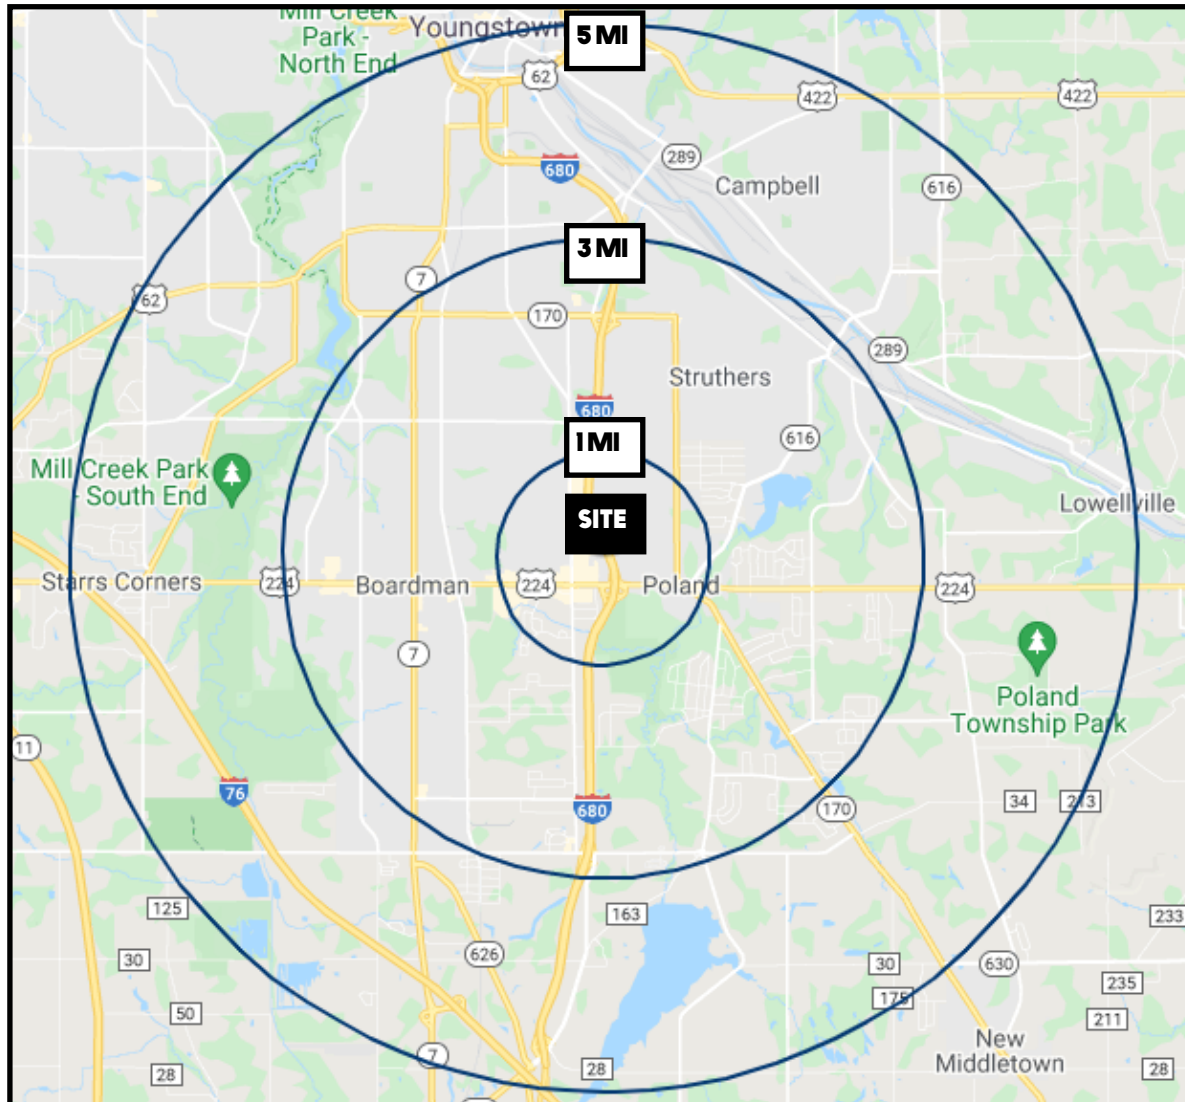 Mill Creek
Park -
North End
Youngstown
5 MI
62
422
422
289
680
Campbell
616
3 MI
7
62
170
289
Struthers
680
1 MI
616
Mill Creek Park
- South End
Lowellville
SITE
Starrs Corners
224
Boardman
224
Poland
224
7
Poland
Township Park
11
76
34
213
680
170
125
163
233
626
30
30
630
235
175
50
211
New
Middletown
7
28
28
28